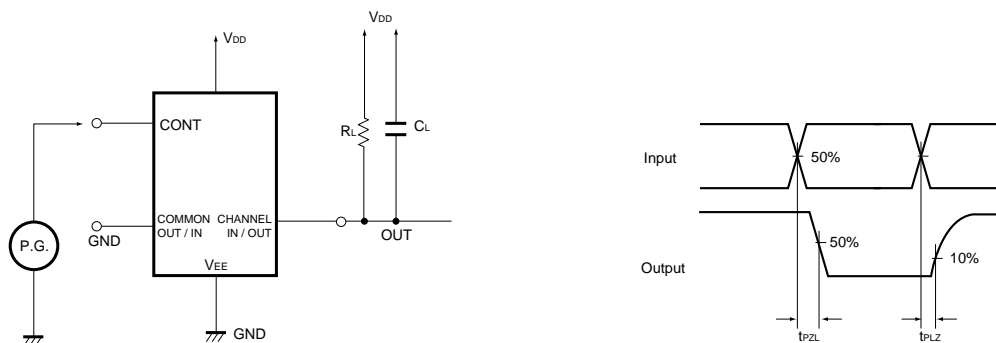 VDD
VDD
CONT
RL
CL
COMMON
OUT / IN
CHANNEL
IN / OUT
GND
P.G.
OUT
VEE
GND
Input
50%
50%
Output
10%
tPZL
tPLZ